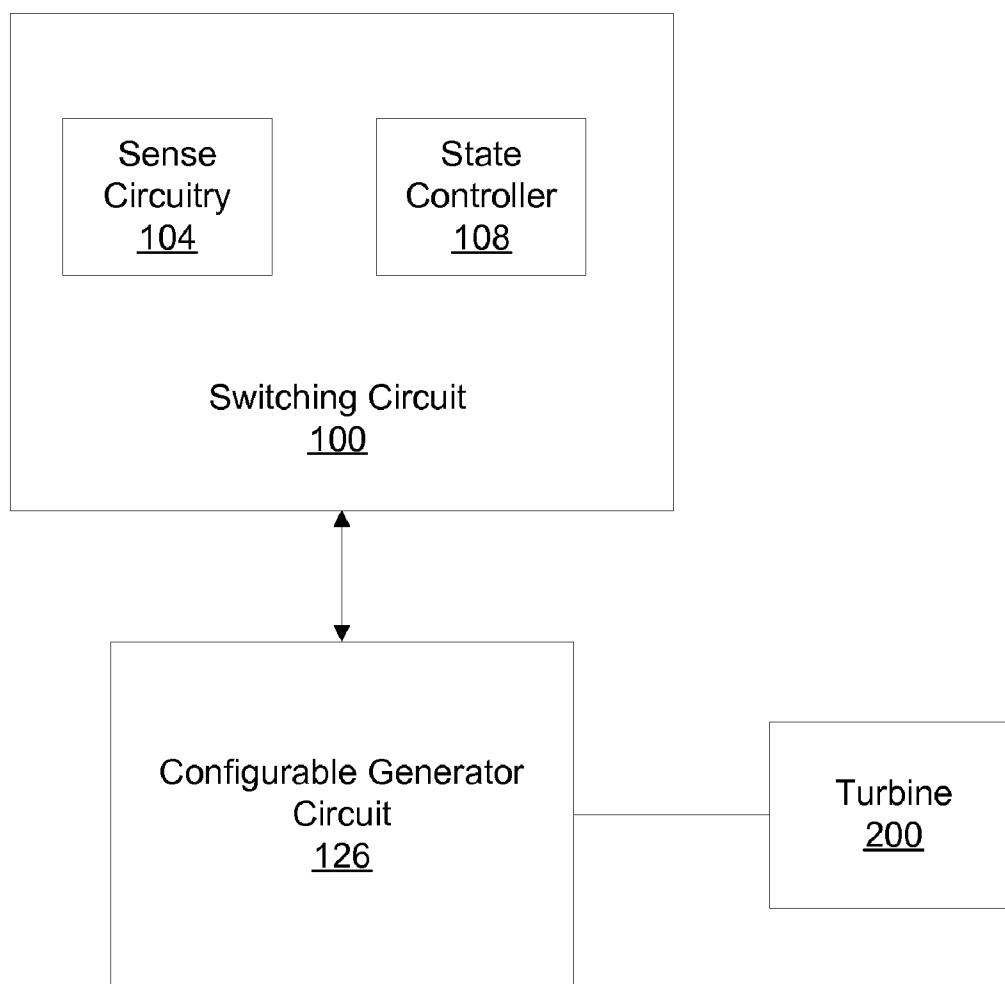 Sense
Circuitry
104
State
Controller
108
Switching Circuit
100
Configurable Generator
Circuit
126
Turbine
200